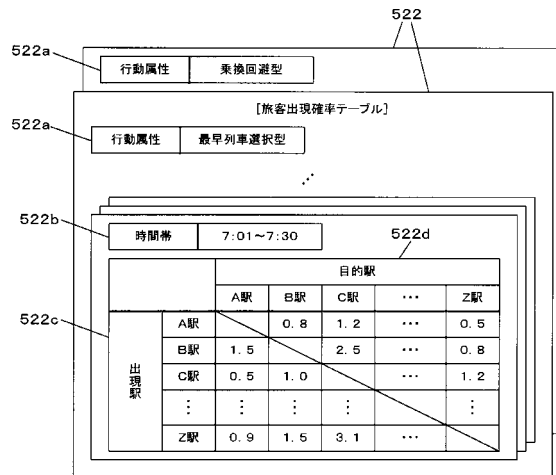 522
522a
行動属性 乗換回避型
[旅客出現確率テーブル]
522a
行動属性 最早列車選択型
⋰
522b
時間帯 7:01~7:30
522d
目的駅
A駅 B駅 C駅 … Z駅
522c
出現駅
A駅 0.8 1.2 … 0.5
B駅 1.5 2.5 … 0.8
C駅 0.5 1.0 … 1.2
⋮ ⋮ ⋮ ⋮ ⋮
Z駅 0.9 1.5 3.1 …